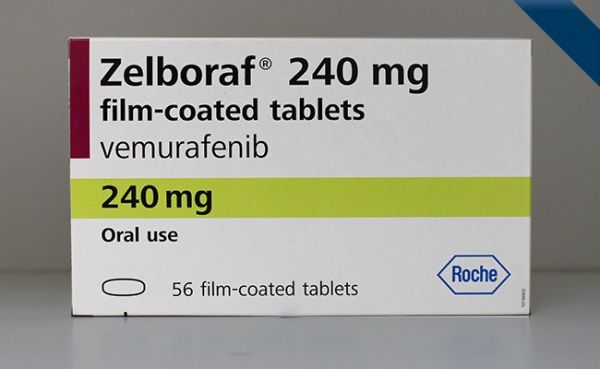 Zelboraf® 240 mg
film-coated tablets
vemurafenib
240 mg
Oral use
56 film-coated tablets
Roche